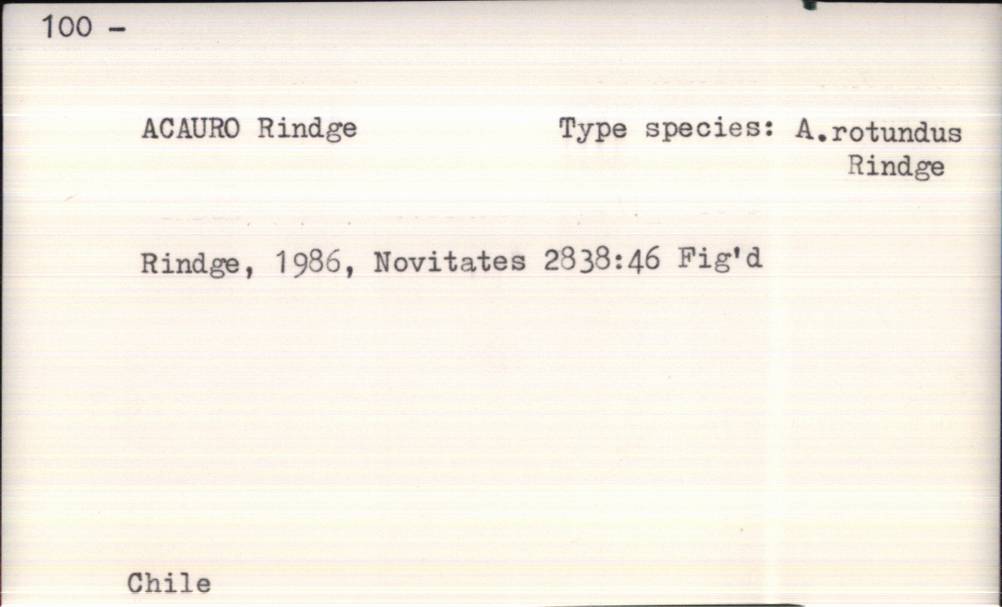 100 -
ACAURO Rindge Type species: A.rotundus
Rindge
Rindge, 1986, Novitates 2838:46 Fig'd
Chile